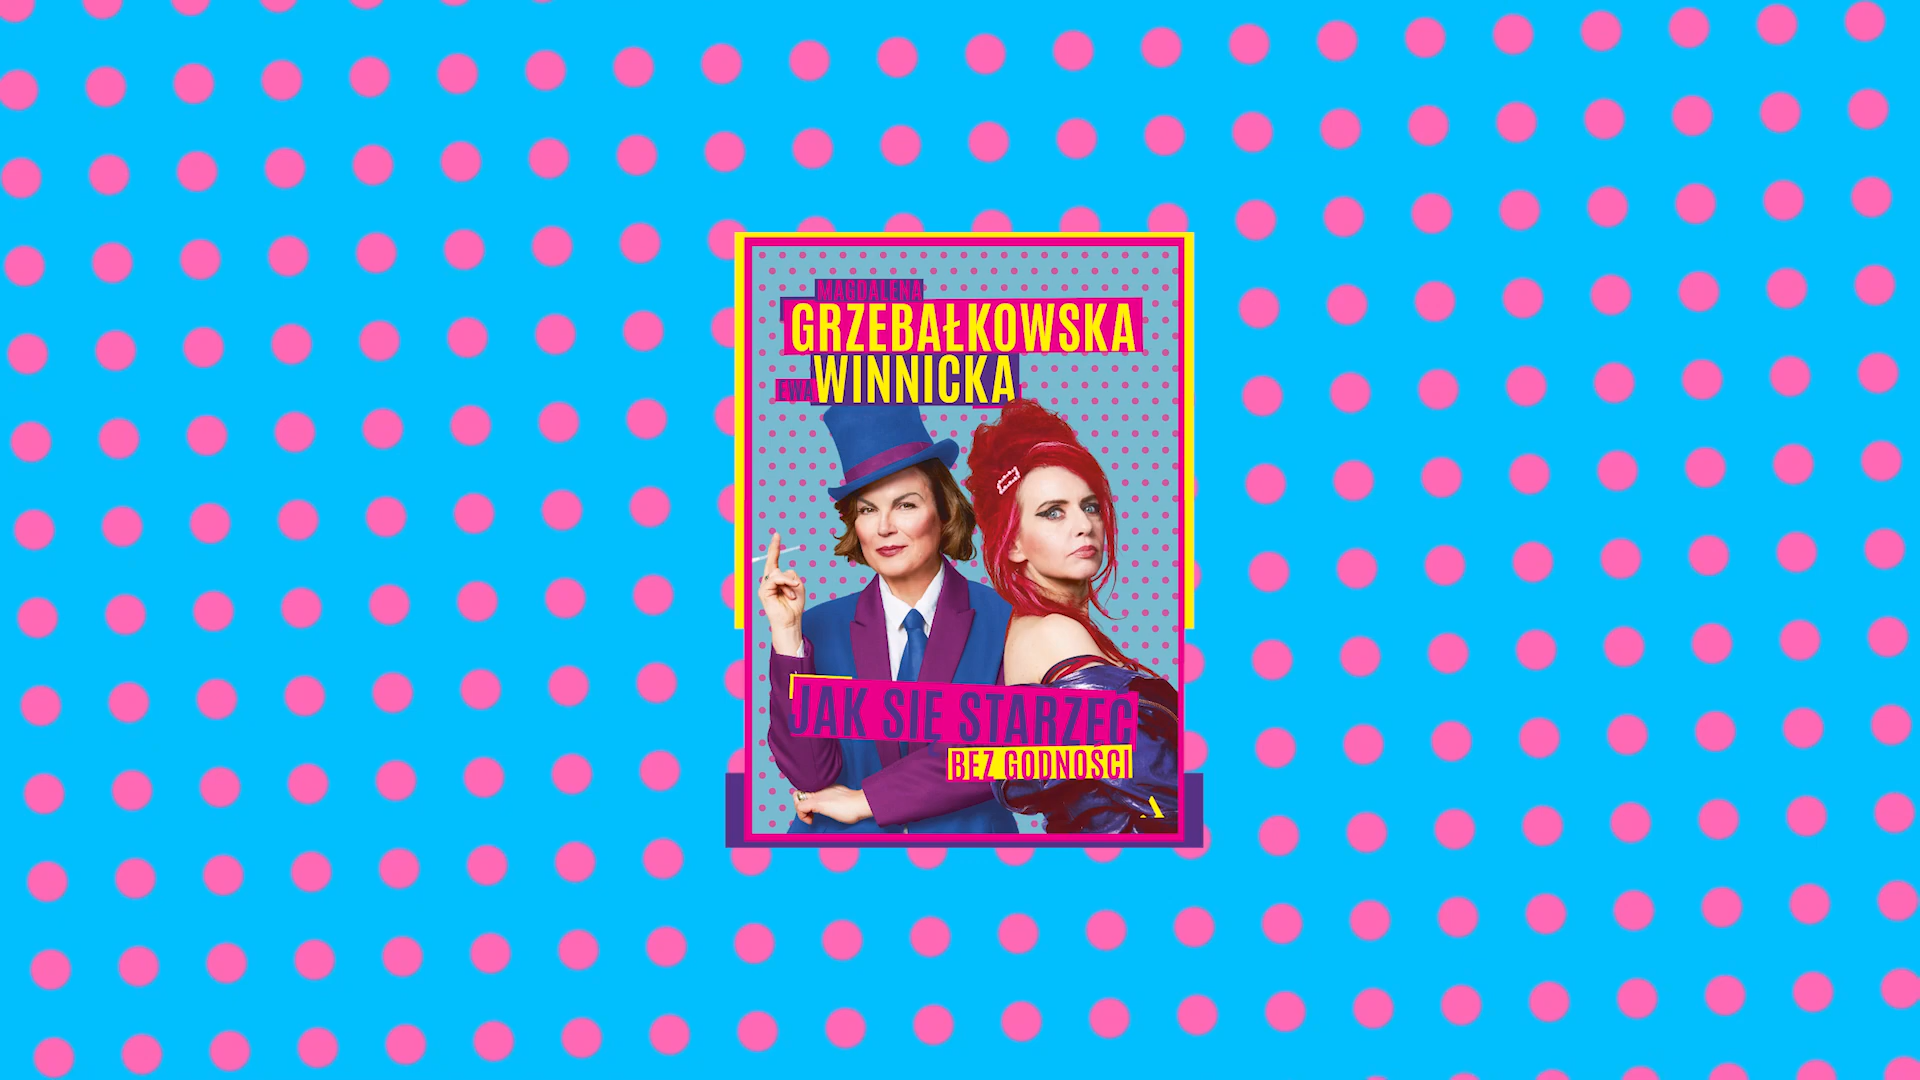 MAGDALENA
GRZEBAŁKOWSKA
EWA WINNICKA
JAK SIĘ STARZEĆ
BEZ GODNOŚCI